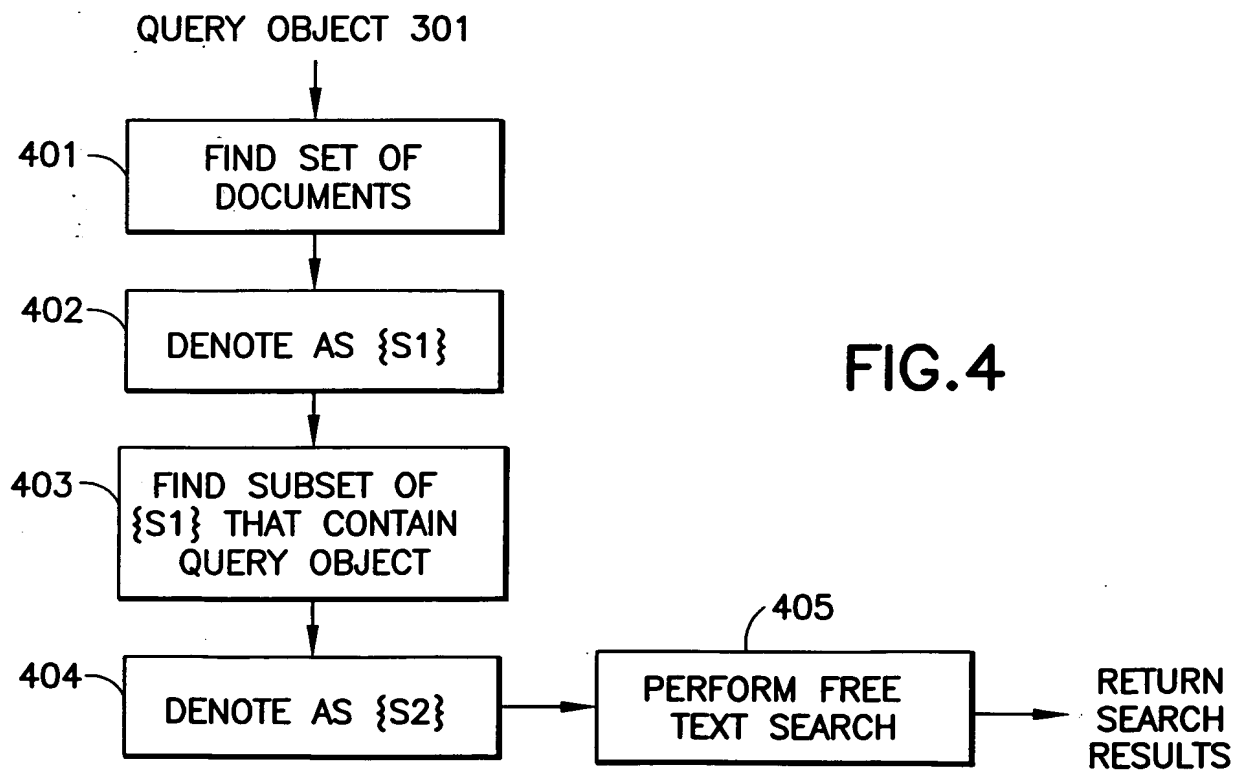 QUERY OBJECT 301
401
FIND SET OF
DOCUMENTS
402
DENOTE AS {S1}
FIG.4
403
FIND SUBSET OF
{S1} THAT CONTAIN
QUERY OBJECT
404
DENOTE AS {S2}
405
PERFORM FREE
TEXT SEARCH
RETURN
SEARCH
RESULTS